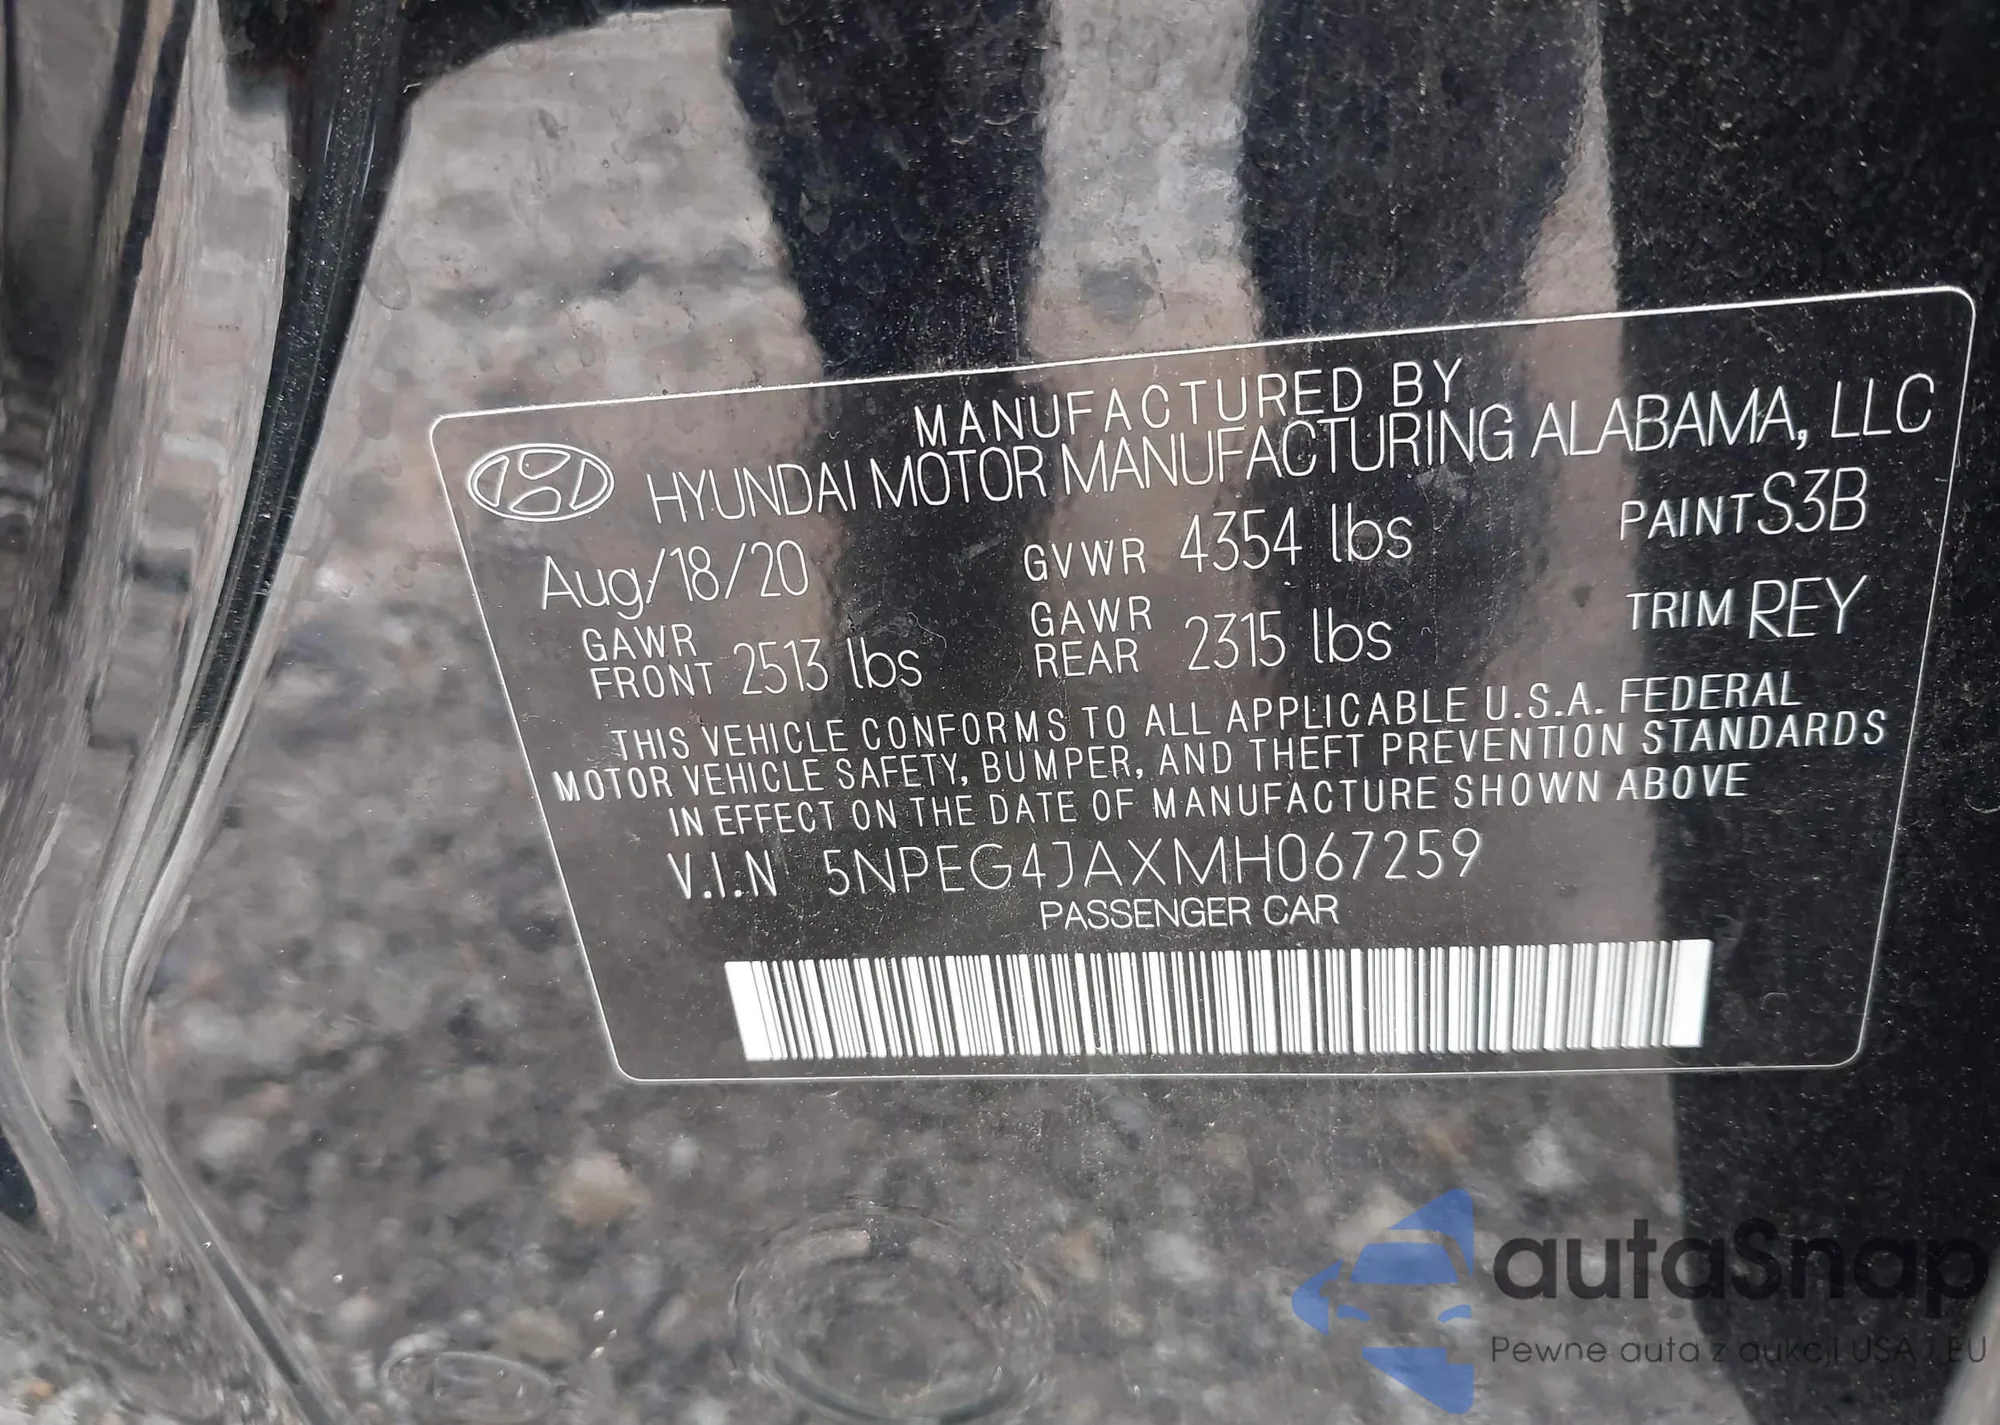 MANUFACTURED BY
HYUNDAI MOTOR MANUFACTURING ALABAMA, LLC
Aug/18/20 GVWR 4354 lbs PAINT S3B
GAWR FRONT 2513 lbs GAWR REAR 2315 lbs TRIM REY
THIS VEHICLE CONFORMS TO ALL APPLICABLE U.S.A. FEDERAL
MOTOR VEHICLE SAFETY, BUMPER, AND THEFT PREVENTION STANDARDS
IN EFFECT ON THE DATE OF MANUFACTURE SHOWN ABOVE
V.I.N 5NPEG4JAXMH067259
PASSENGER CAR
autaSnap
Pewne auta z aukcji USA i EU